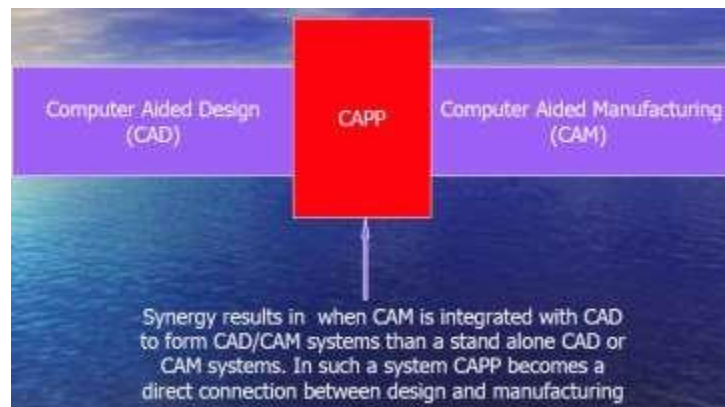 Computer Aided Design
(CAD)
CAPP
Computer Aided Manufacturing
(CAM)
Synergy results in when CAM is integrated with CAD
to form CAD/CAM systems than a stand alone CAD or
CAM systems. In such a system CAPP becomes a
direct connection between design and manufacturing